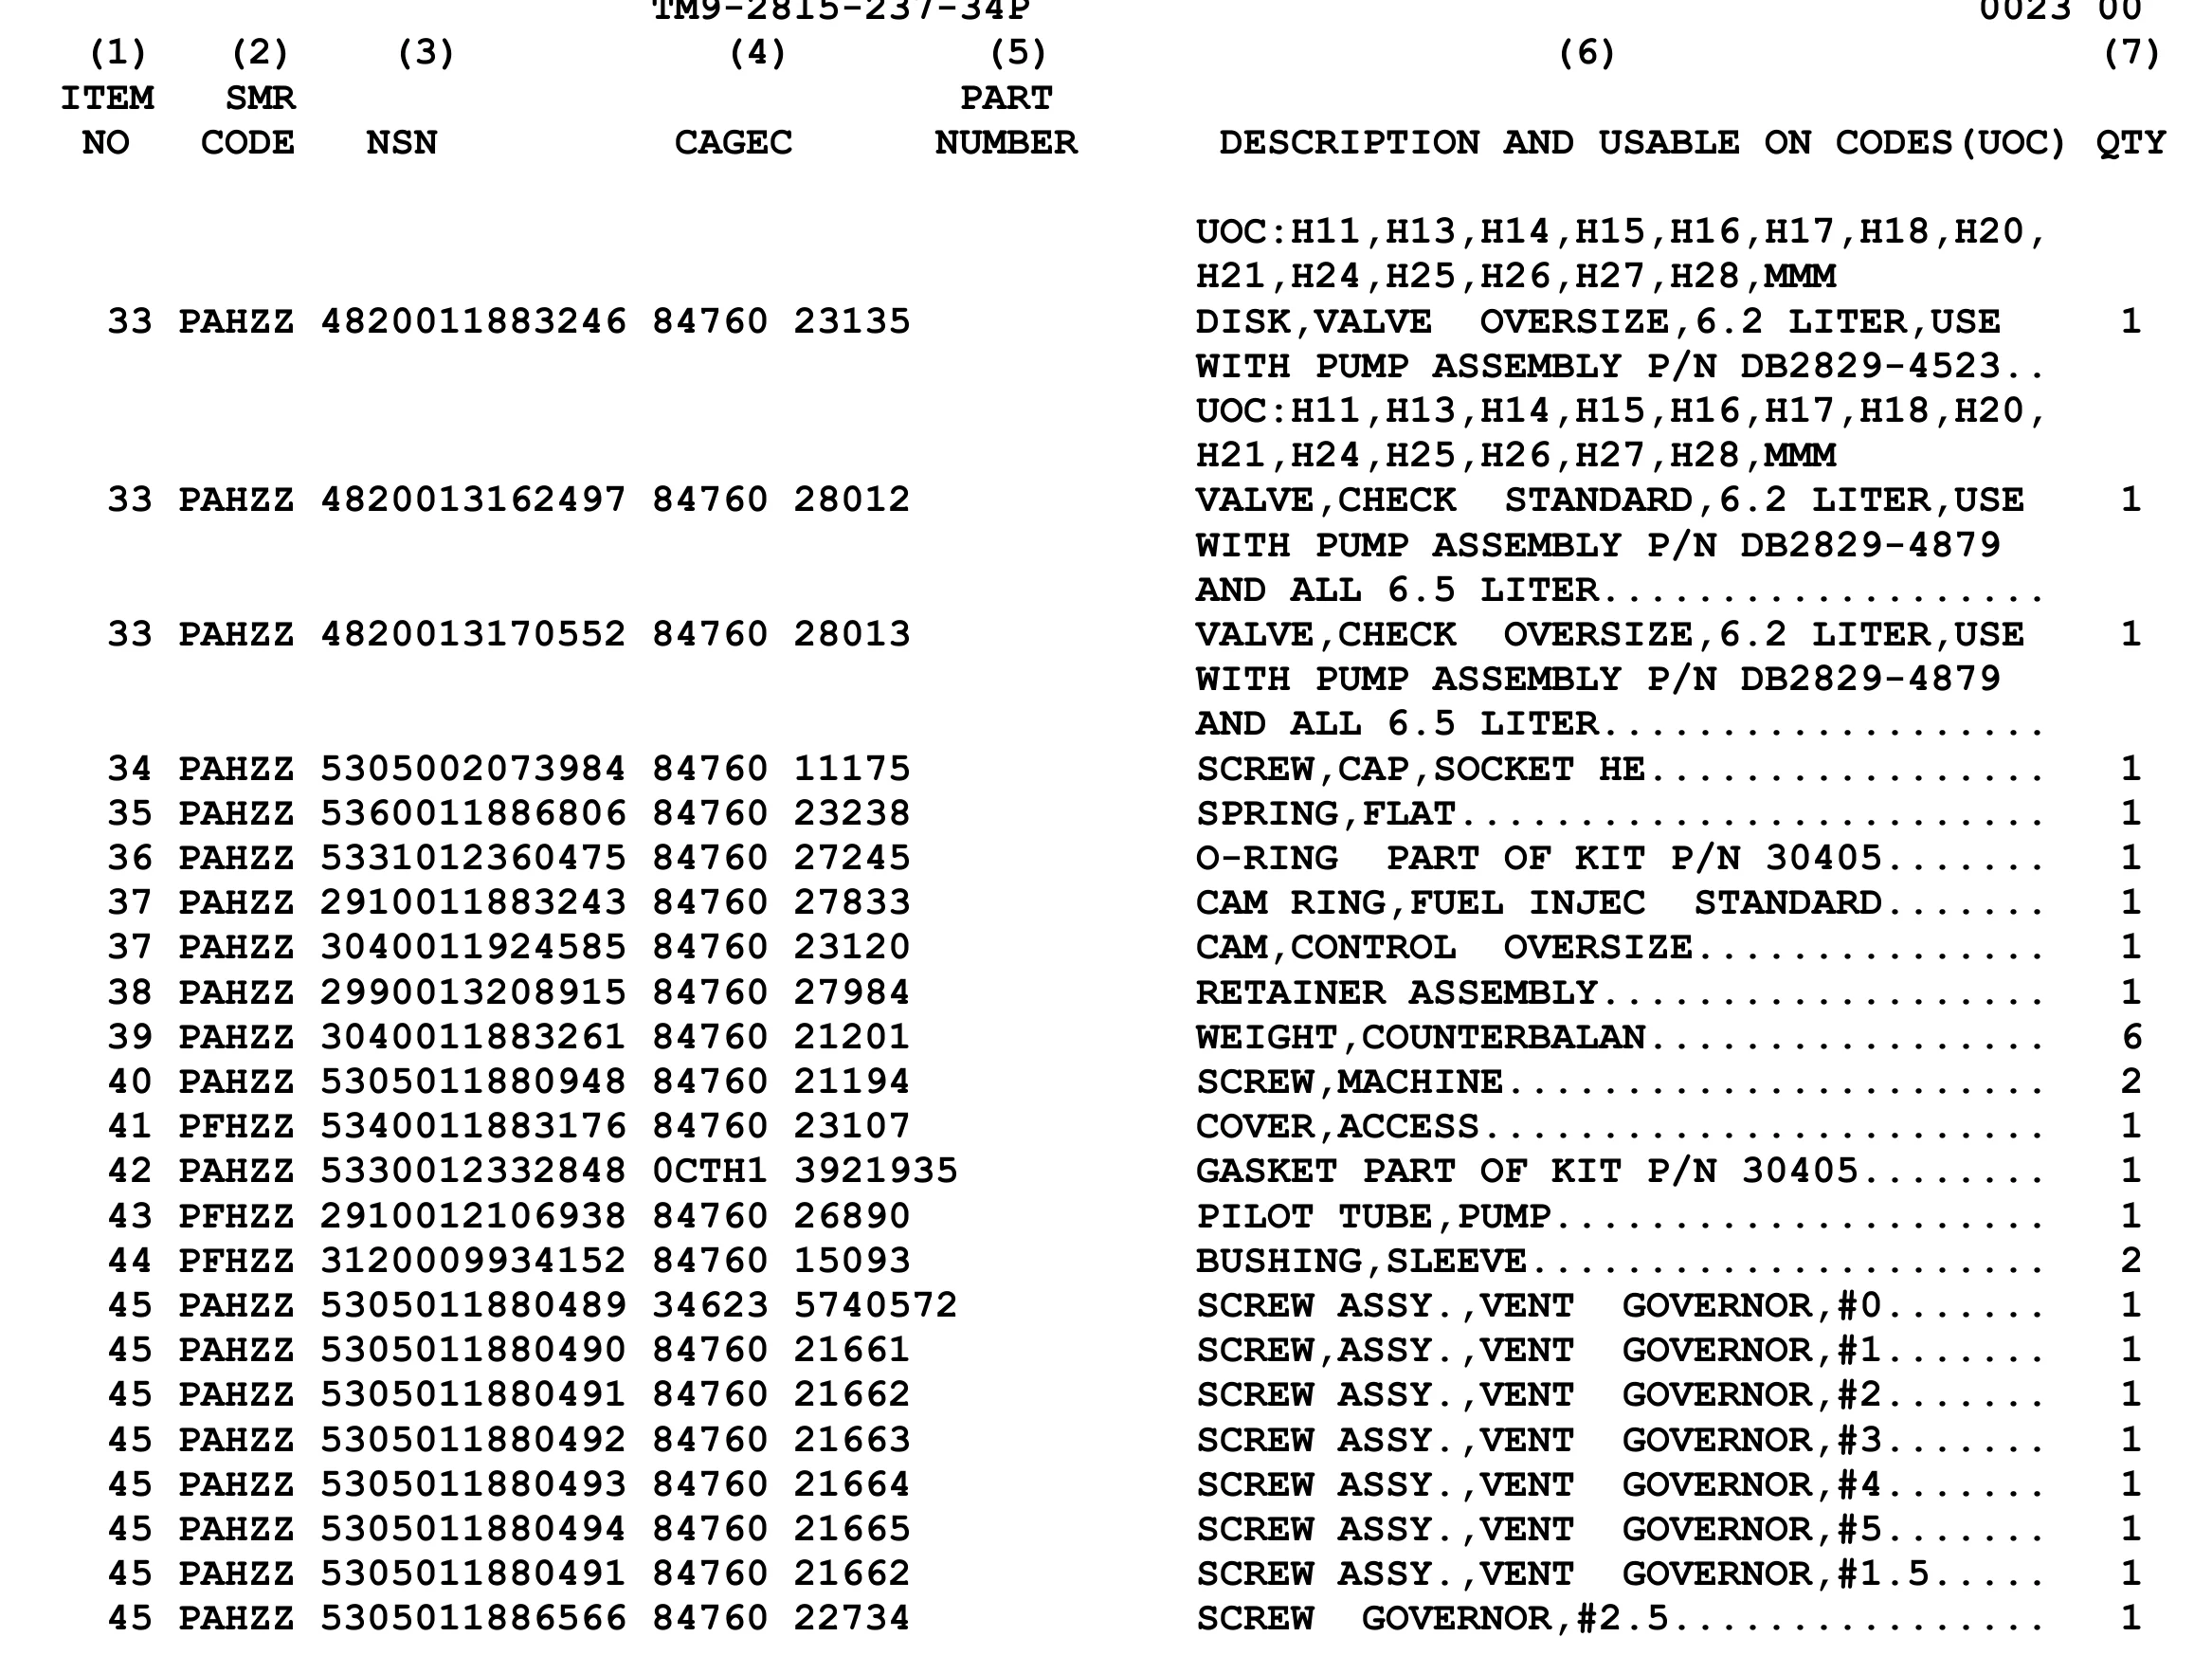 TM9-2815-237-34P 0023 00
(1) (2) (3) (4) (5) (6) (7)
ITEM SMR PART
NO CODE NSN CAGEC NUMBER DESCRIPTION AND USABLE ON CODES(UOC) QTY
UOC:H11,H13,H14,H15,H16,H17,H18,H20,
H21,H24,H25,H26,H27,H28,MMM
33 PAHZZ 4820011883246 84760 23135 DISK,VALVE OVERSIZE,6.2 LITER,USE 1
WITH PUMP ASSEMBLY P/N DB2829-4523..
UOC:H11,H13,H14,H15,H16,H17,H18,H20,
H21,H24,H25,H26,H27,H28,MMM
33 PAHZZ 4820013162497 84760 28012 VALVE,CHECK STANDARD,6.2 LITER,USE 1
WITH PUMP ASSEMBLY P/N DB2829-4879
AND ALL 6.5 LITER...................
33 PAHZZ 4820013170552 84760 28013 VALVE,CHECK OVERSIZE,6.2 LITER,USE 1
WITH PUMP ASSEMBLY P/N DB2829-4879
AND ALL 6.5 LITER...................
34 PAHZZ 5305002073984 84760 11175 SCREW,CAP,SOCKET HE................. 1
35 PAHZZ 5360011886806 84760 23238 SPRING,FLAT......................... 1
36 PAHZZ 5331012360475 84760 27245 O-RING PART OF KIT P/N 30405....... 1
37 PAHZZ 2910011883243 84760 27833 CAM RING,FUEL INJEC STANDARD....... 1
37 PAHZZ 3040011924585 84760 23120 CAM,CONTROL OVERSIZE............... 1
38 PAHZZ 2990013208915 84760 27984 RETAINER ASSEMBLY................... 1
39 PAHZZ 3040011883261 84760 21201 WEIGHT,COUNTERBALAN................. 6
40 PAHZZ 5305011880948 84760 21194 SCREW,MACHINE....................... 2
41 PFHZZ 5340011883176 84760 23107 COVER,ACCESS........................ 1
42 PAHZZ 5330012332848 0CTH1 3921935 GASKET PART OF KIT P/N 30405........ 1
43 PFHZZ 2910012106938 84760 26890 PILOT TUBE,PUMP..................... 1
44 PFHZZ 3120009934152 84760 15093 BUSHING,SLEEVE...................... 2
45 PAHZZ 5305011880489 34623 5740572 SCREW ASSY.,VENT GOVERNOR,#0....... 1
45 PAHZZ 5305011880490 84760 21661 SCREW,ASSY.,VENT GOVERNOR,#1....... 1
45 PAHZZ 5305011880491 84760 21662 SCREW ASSY.,VENT GOVERNOR,#2....... 1
45 PAHZZ 5305011880492 84760 21663 SCREW ASSY.,VENT GOVERNOR,#3....... 1
45 PAHZZ 5305011880493 84760 21664 SCREW ASSY.,VENT GOVERNOR,#4....... 1
45 PAHZZ 5305011880494 84760 21665 SCREW ASSY.,VENT GOVERNOR,#5....... 1
45 PAHZZ 5305011880491 84760 21662 SCREW ASSY.,VENT GOVERNOR,#1.5..... 1
45 PAHZZ 5305011886566 84760 22734 SCREW GOVERNOR,#2.5................ 1